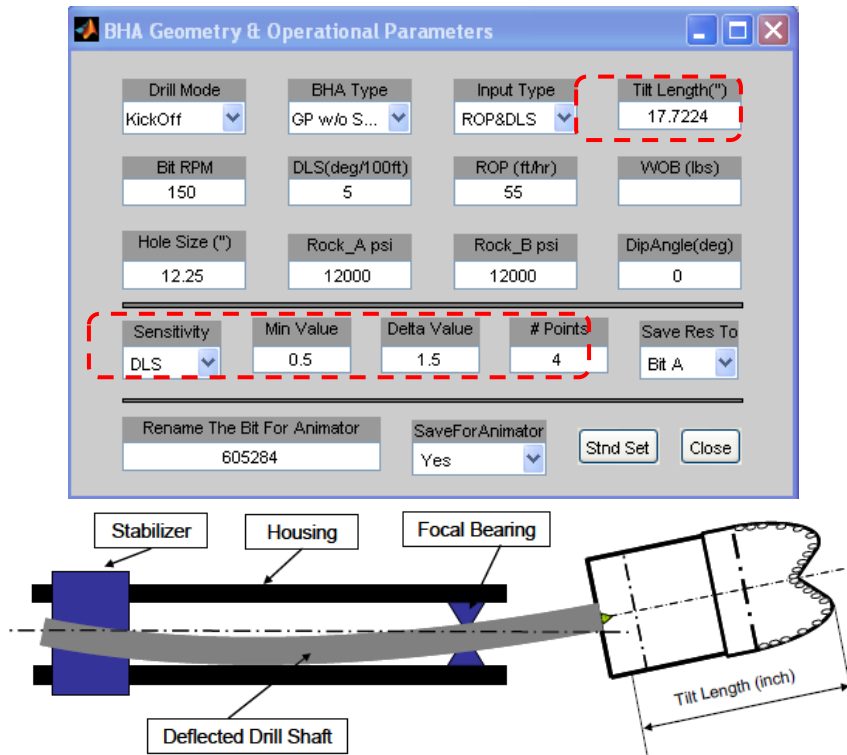 BHA Geometry & Operational Parameters
Drill Mode BHA Type Input Type Tilt Length(")
KickOff GP w/o S... ROP&DLS 17.7224
Bit RPM DLS(deg/100ft) ROP (ft/hr) WOB (lbs)
150 5 55
Hole Size (") Rock_A psi Rock_B psi DipAngle(deg)
12.25 12000 12000 0
Sensitivity Min Value Delta Value # Points Save Res To
DLS 0.5 1.5 4 Bit A
Rename The Bit For Animator SaveForAnimator
605284 Yes Stnd Set Close
Stabilizer Housing Focal Bearing
Tilt Length (inch)
Deflected Drill Shaft